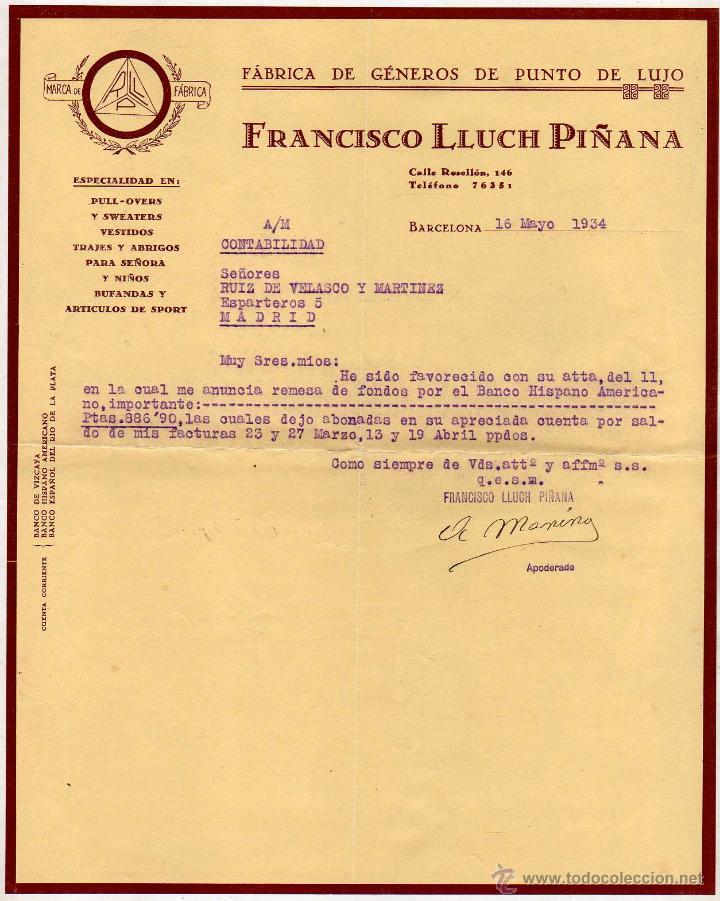 MARCA DE FÁBRICA
FÁBRICA DE GÉNEROS DE PUNTO DE LUJO
FRANCISCO LLUCH PIÑANA
Calle Rosellón, 146
Teléfono 76351
ESPECIALIDAD EN:
PULL-OVERS
Y SWEATERS
VESTIDOS
TRAJES Y ABRIGOS
PARA SEÑORA
Y NIÑOS
BUFANDAS Y
ARTICULOS DE SPORT
BARCELONA 16 Mayo 1934
A/M
CONTABILIDAD
Señores
RUIZ DE VELASCO Y MARTINEZ
Esparteros 5
MADRID
Muy Sres.mios:
He sido favorecido con su atta, del 11,
en la cual me anuncia remesa de fondos por el Banco Hispano America-
no, importante:------------------------------------------------
Ptas.886'90, las cuales dejo abonadas en su apreciada cuenta por sal-
do de mis facturas 23 y 27 Marzo, 13 y 19 Abril ppdos.
Como siempre de Vds.attª y affmª s.s.
q.e.s.m.
FRANCISCO LLUCH PIÑANA
Apoderado
CUENTA CORRIENTE
BANCO DE VIZCAYA
BANCO HISPANO AMERICANO
BANCO ESPAÑOL DEL RIO DE LA PLATA
www.todocoleccion.net